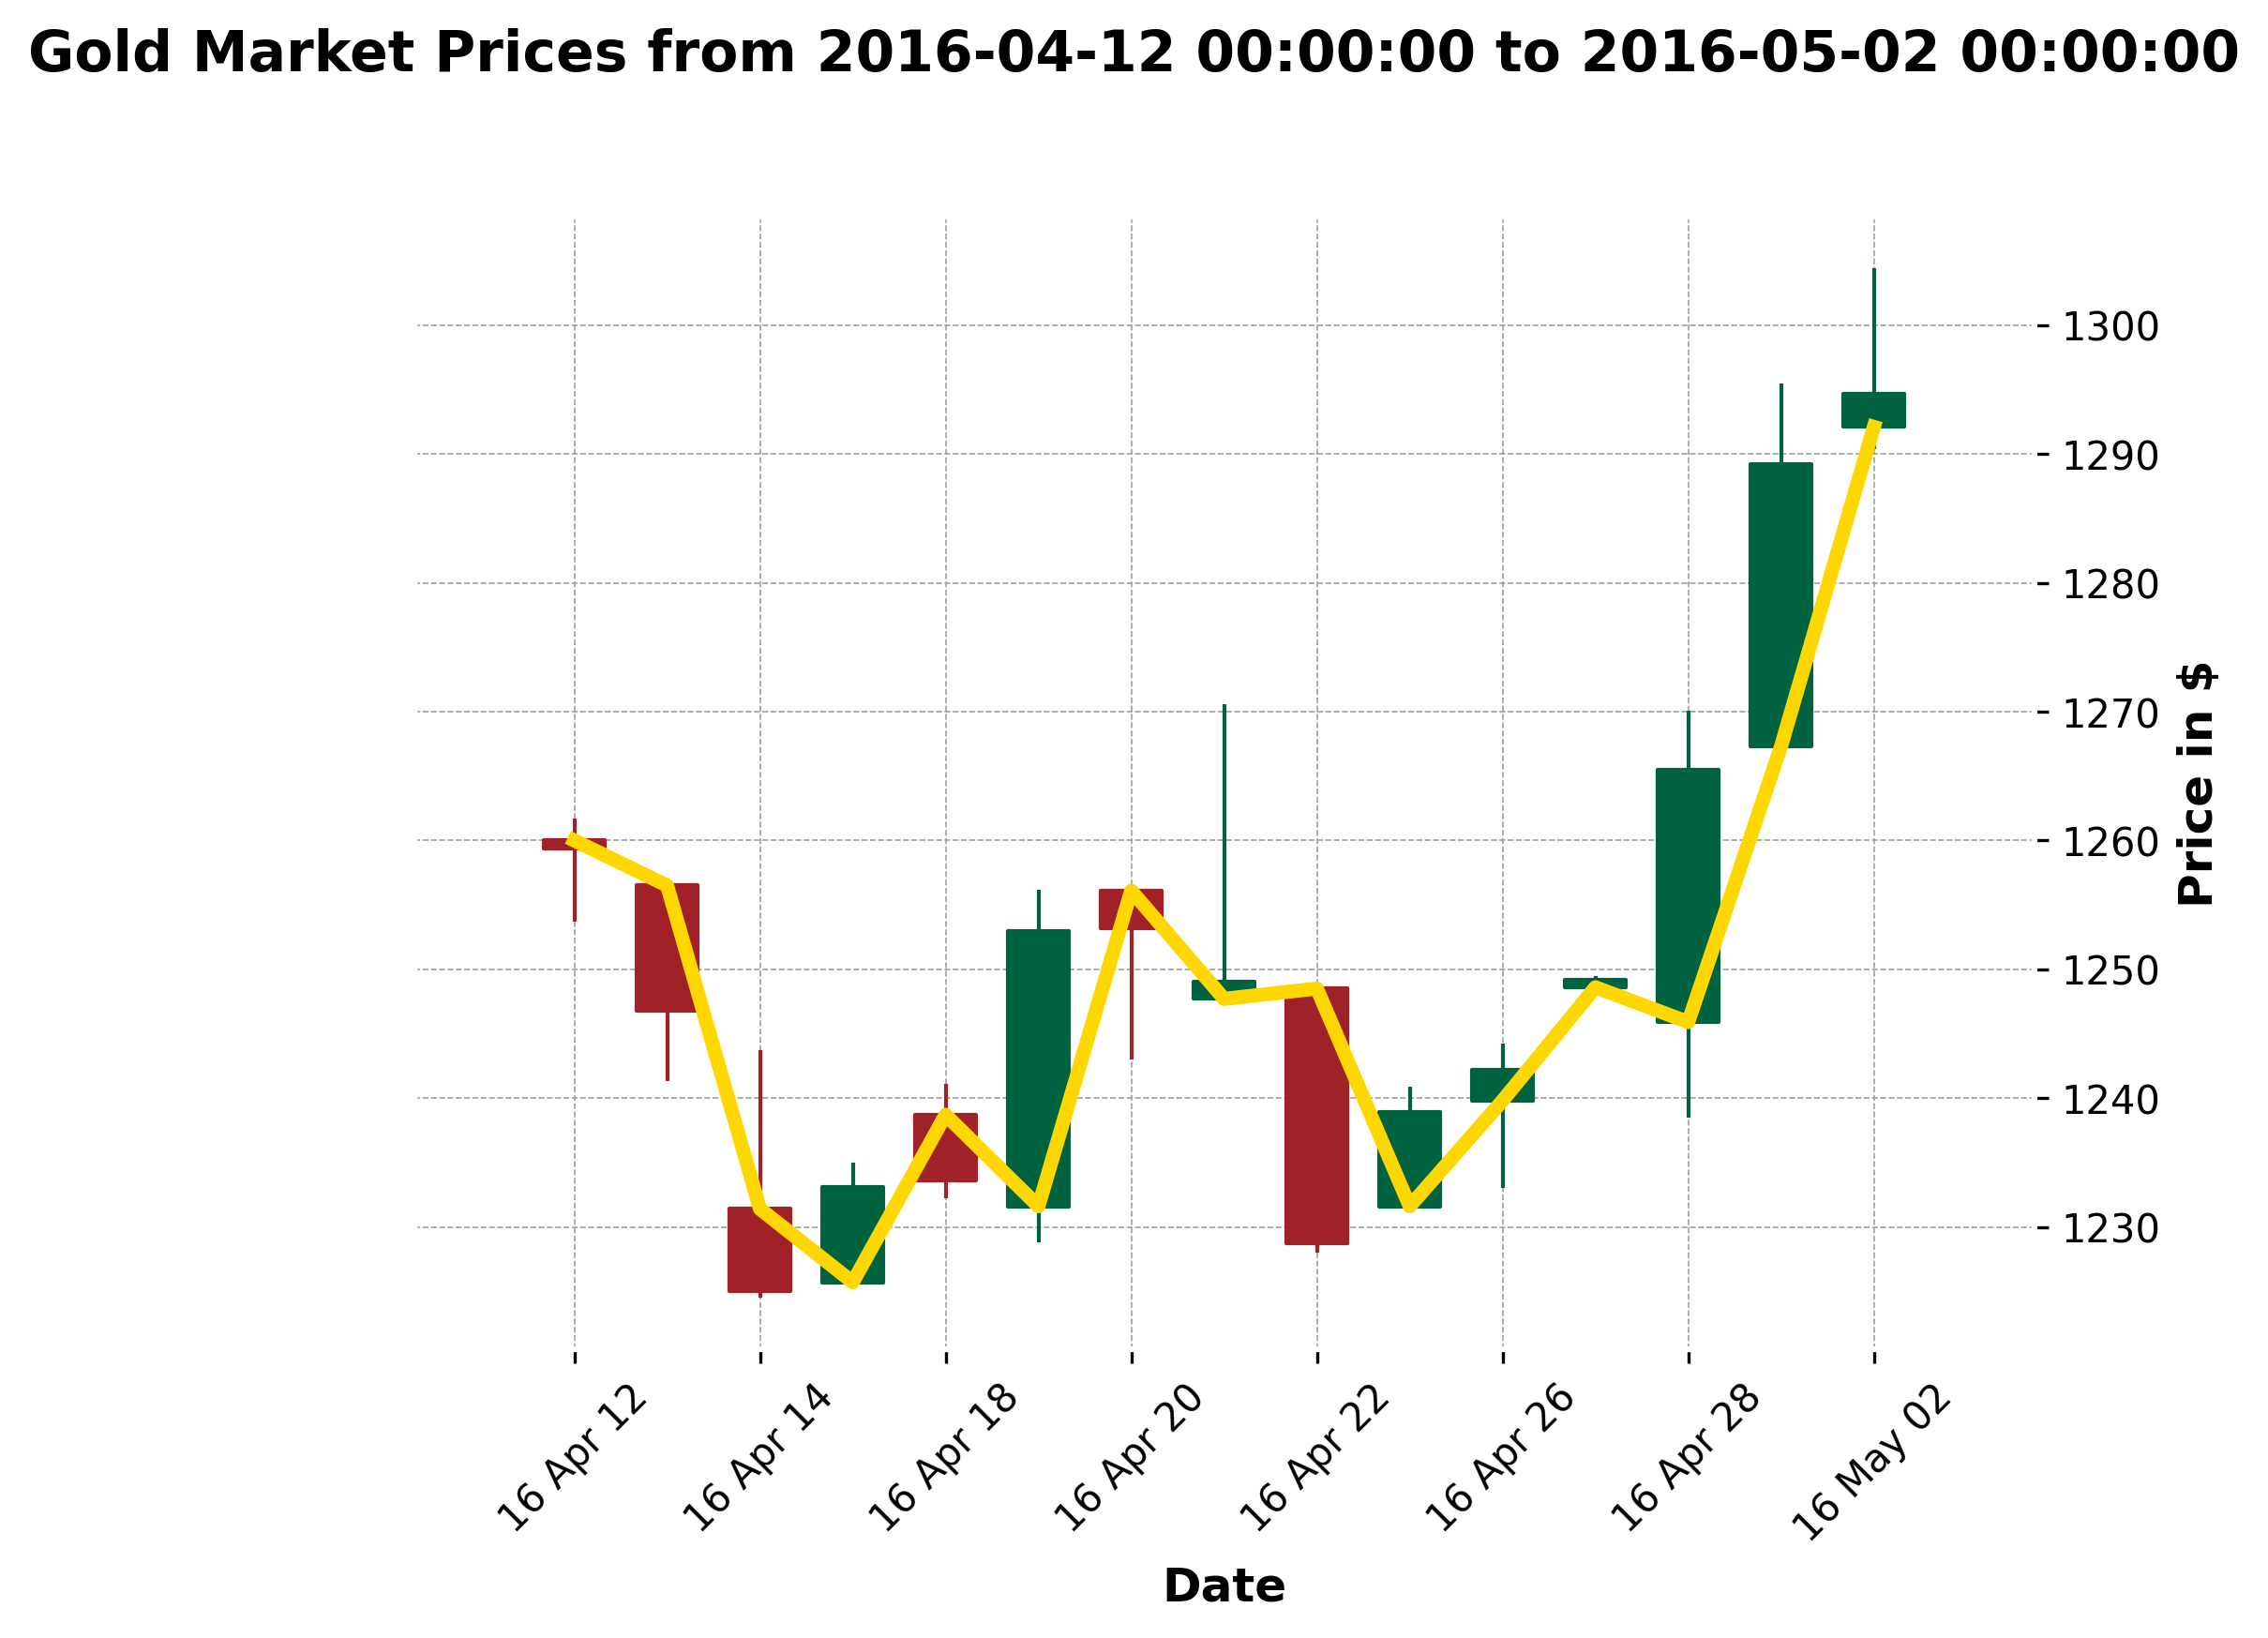 Gold Market Prices from 2016-04-12 00:00:00 to 2016-05-02 00:00:00
1300
1290
1280
1270
1260
1250
1240
1230
Price in $
16 Apr 12
16 Apr 14
16 Apr 18
16 Apr 20
16 Apr 22
16 Apr 26
16 Apr 28
16 May 02
Date